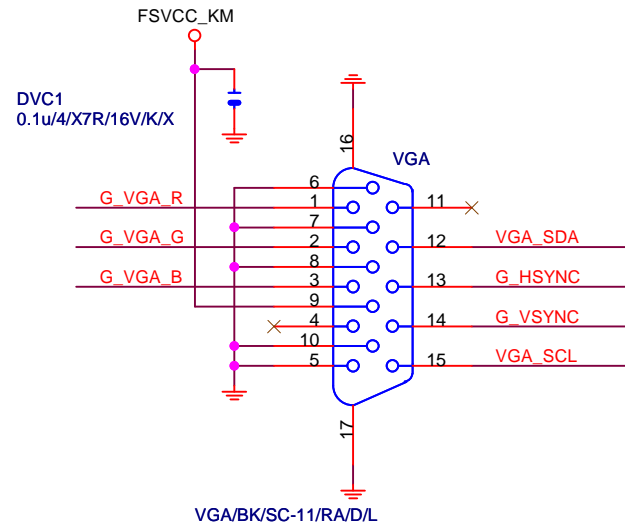 FSVCC_KM
DVC1
0.1u/4/X7R/16V/K/X
16
VGA
6
G_VGA_R 1 11
7
G_VGA_G 2 12 VGA_SDA
8
G_VGA_B 3 13 G_HSYNC
9
4 14 G_VSYNC
10
5 15 VGA_SCL
17
VGA/BK/SC-11/RA/D/L